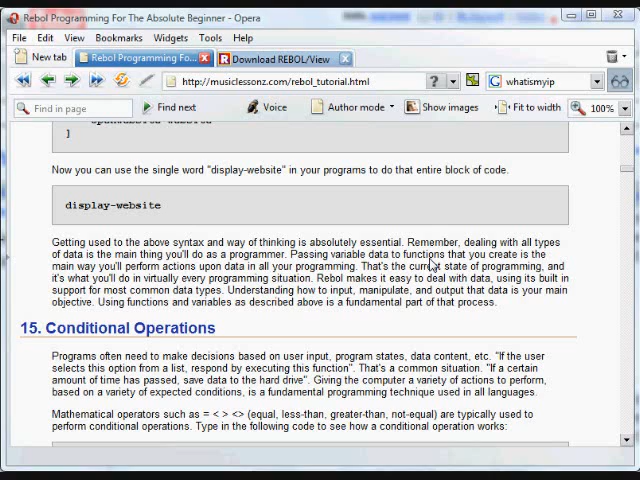 Rebol Programming For The Absolute Beginner - Opera
File Edit View Bookmarks Widgets Tools Help
New tab Rebol Programming Fo... Download REBOL/View
http://musiclessonz.com/rebol_tutorial.html ? whatismyip
Find in page Find next Voice Author mode Show images Fit to width 100%
]
Now you can use the single word "display-website" in your programs to do that entire block of code.
display-website
Getting used to the above syntax and way of thinking is absolutely essential. Remember, dealing with all types
of data is the main thing you'll do as a programmer. Passing variable data to functions that you create is the
main way you'll perform actions upon data in all your programming. That's the current state of programming, and
it's what you'll do in virtually every programming situation. Rebol makes it easy to deal with data, using its built in
support for most common data types. Understanding how to input, manipulate, and output that data is your main
objective. Using functions and variables as described above is a fundamental part of that process.
15. Conditional Operations
Programs often need to make decisions based on user input, program states, data content, etc. "If the user
selects this option from a list, respond by executing this function". That's a common situation. "If a certain
amount of time has passed, save data to the hard drive". Giving the computer a variety of actions to perform,
based on a variety of expected conditions, is a fundamental programming technique used in all languages.
Mathematical operators such as = < > <> (equal, less-than, greater-than, not-equal) are typically used to
perform conditional operations. Type in the following code to see how a conditional operation works: